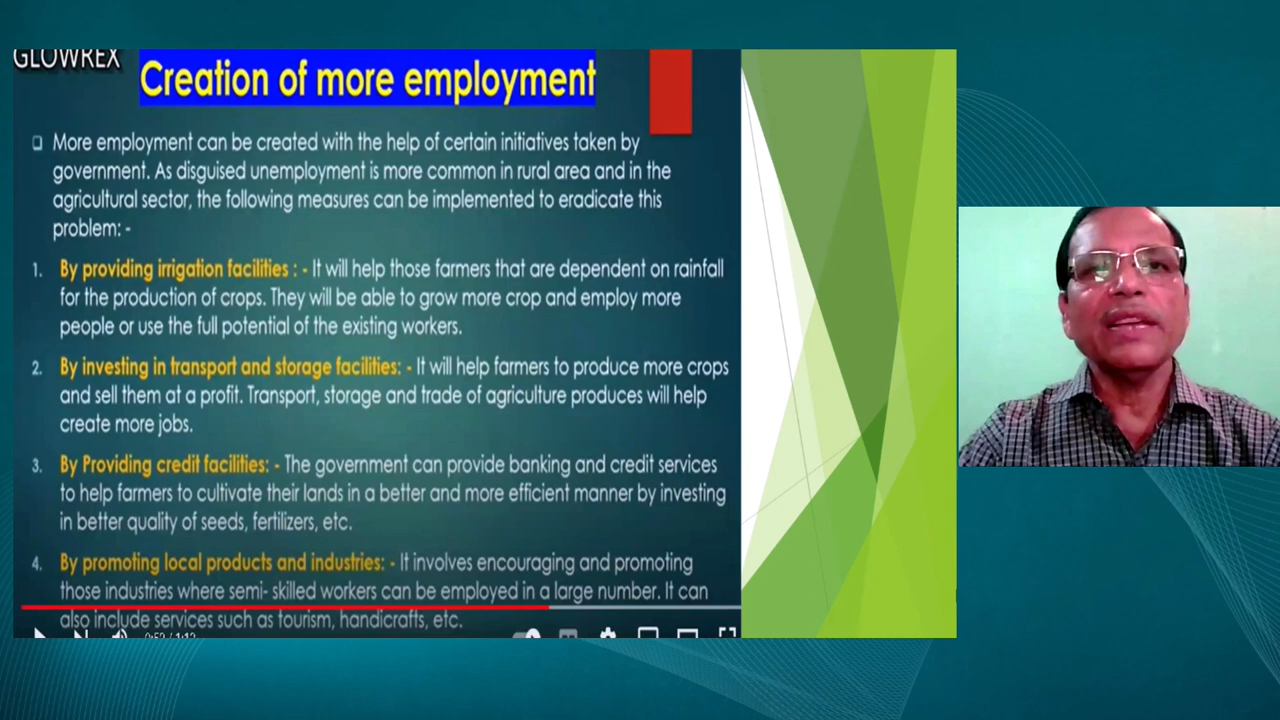 GLOWREX
Creation of more employment
❑ More employment can be created with the help of certain initiatives taken by
government. As disguised unemployment is more common in rural area and in the
agricultural sector, the following measures can be implemented to eradicate this
problem: -
1. By providing irrigation facilities : - It will help those farmers that are dependent on rainfall
for the production of crops. They will be able to grow more crop and employ more
people or use the full potential of the existing workers.
2. By investing in transport and storage facilities: - It will help farmers to produce more crops
and sell them at a profit. Transport, storage and trade of agriculture produces will help
create more jobs.
3. By Providing credit facilities: - The government can provide banking and credit services
to help farmers to cultivate their lands in a better and more efficient manner by investing
in better quality of seeds, fertilizers, etc.
4. By promoting local products and industries: - It involves encouraging and promoting
those industries where semi- skilled workers can be employed in a large number. It can
also include services such as tourism, handicrafts, etc.